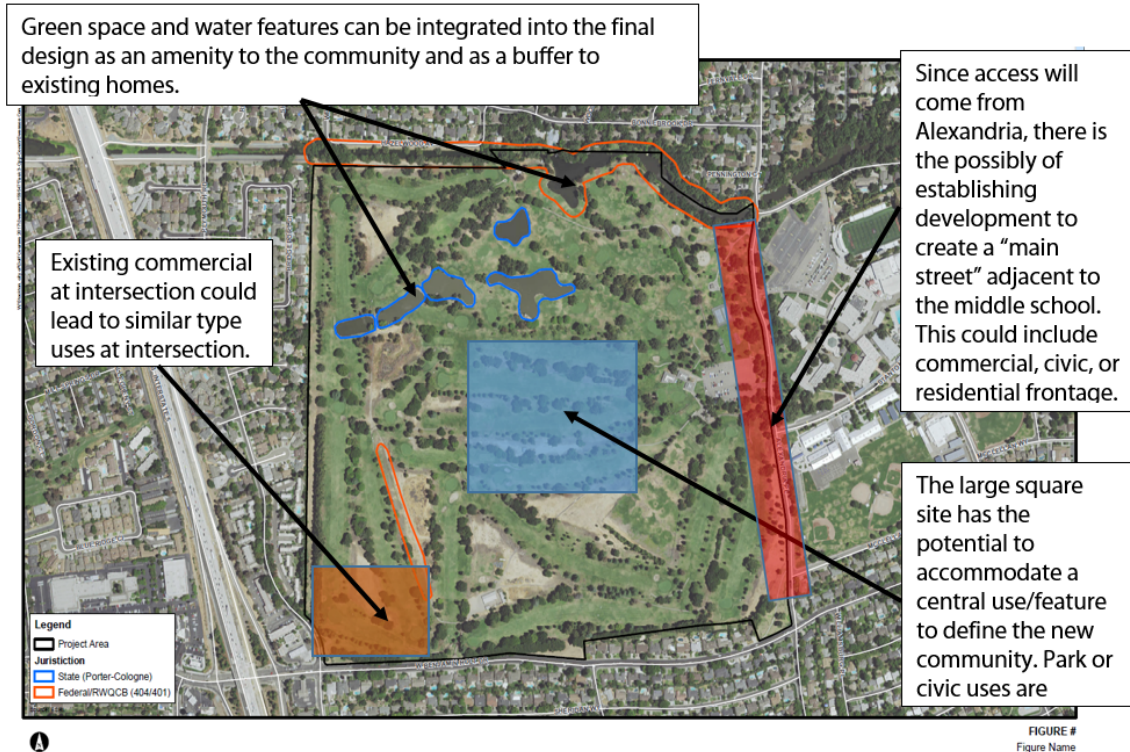 Green space and water features can be integrated into the final
design as an amenity to the community and as a buffer to
existing homes.
Since access will
come from
Alexandria, there is
the possibly of
establishing
development to
create a “main
street” adjacent to
the middle school.
This could include
commercial, civic, or
residential frontage.
Existing commercial
at intersection could
lead to similar type
uses at intersection.
The large square
site has the
potential to
accommodate a
central use/feature
to define the new
community. Park or
civic uses are
Legend
Project Area
Jurisdiction
State (Porter-Cologne)
Federal/RWQCB (404/401)
FIGURE #
Figure Name